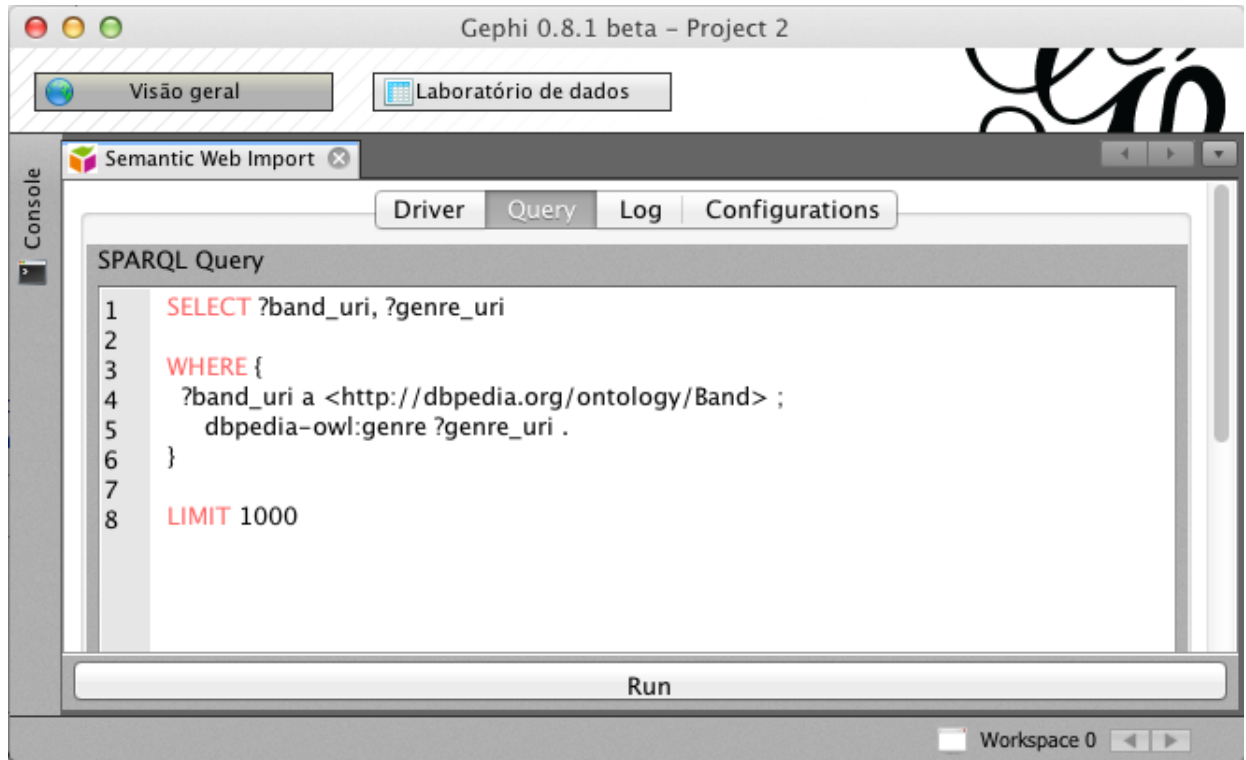 Gephi 0.8.1 beta – Project 2
Visão geral
Laboratório de dados
Semantic Web Import
Console
Driver Query Log Configurations
SPARQL Query
1 SELECT ?band_uri, ?genre_uri
2
3 WHERE {
4 ?band_uri a <http://dbpedia.org/ontology/Band> ;
5 dbpedia-owl:genre ?genre_uri .
6 }
7
8 LIMIT 1000
Run
Workspace 0